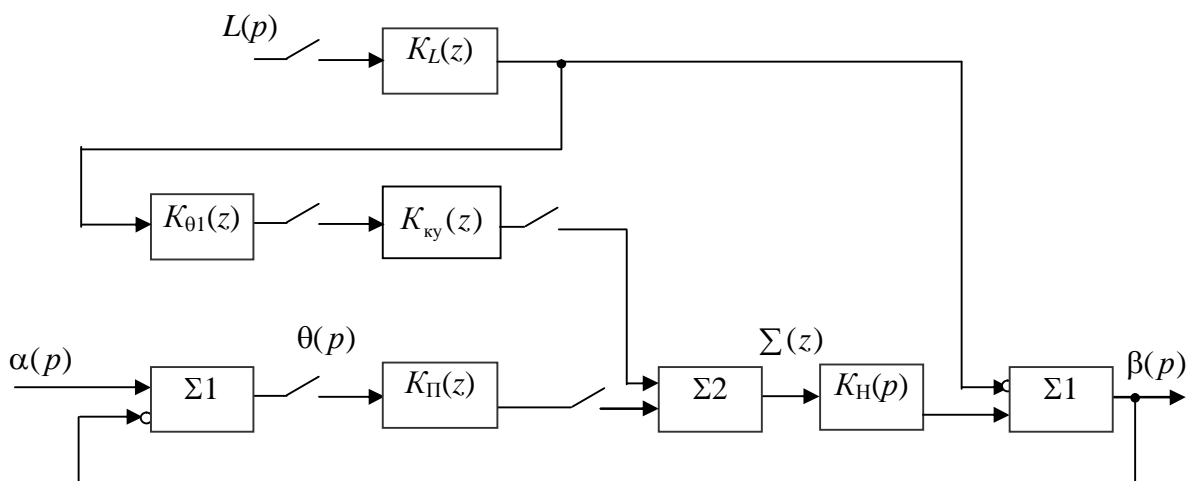 L(p)
K_L(z)
K_θ1(z)
K_ку(z)
α(p)
Σ1
θ(p)
K_П(z)
Σ2
∑(z)
K_Н(p)
Σ1
β(p)